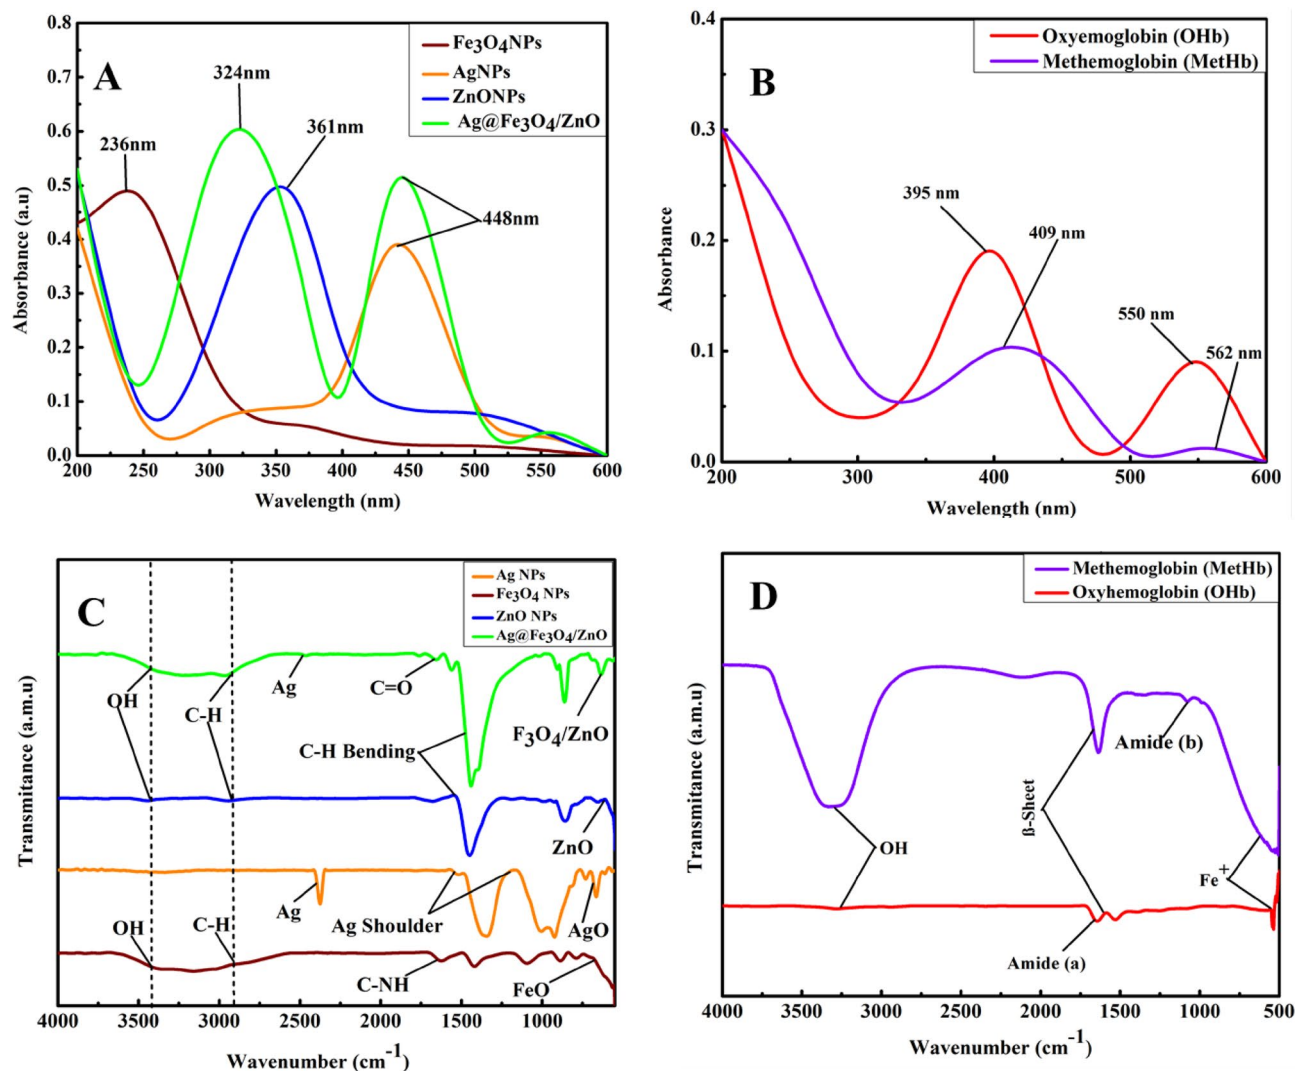 A
Fe3O4NPs
AgNPs
ZnONPs
Ag@Fe3O4/ZnO
324nm
361nm
236nm
448nm
0.8
0.7
0.6
0.5
0.4
0.3
0.2
0.1
0.0
Absorbance (a.u)
200 250 300 350 400 450 500 550 600
Wavelength (nm)
B
Oxyemoglobin (OHb)
Methemoglobin (MetHb)
395 nm
409 nm
550 nm
562 nm
0.4
0.3
0.2
0.1
0.0
Absorbance
200 300 400 500 600
Wavelength (nm)
C
Ag NPs
Fe3O4 NPs
ZnO NPs
Ag@Fe3O4/ZnO
OH
C-H
Ag
C=O
C-H Bending
F3O4/ZnO
ZnO
Ag
Ag Shoulder
AgO
OH
C-H
C-NH
FeO
Transmitance (a.m.u)
4000 3500 3000 2500 2000 1500 1000
Wavenumber (cm-1)
D
Methemoglobin (MetHb)
Oxyhemoglobin (OHb)
Amide (b)
ß-Sheet
OH
Fe+
Amide (a)
Transmitance (a.m.u)
4000 3500 3000 2500 2000 1500 1000 500
Wavenumber (cm-1)